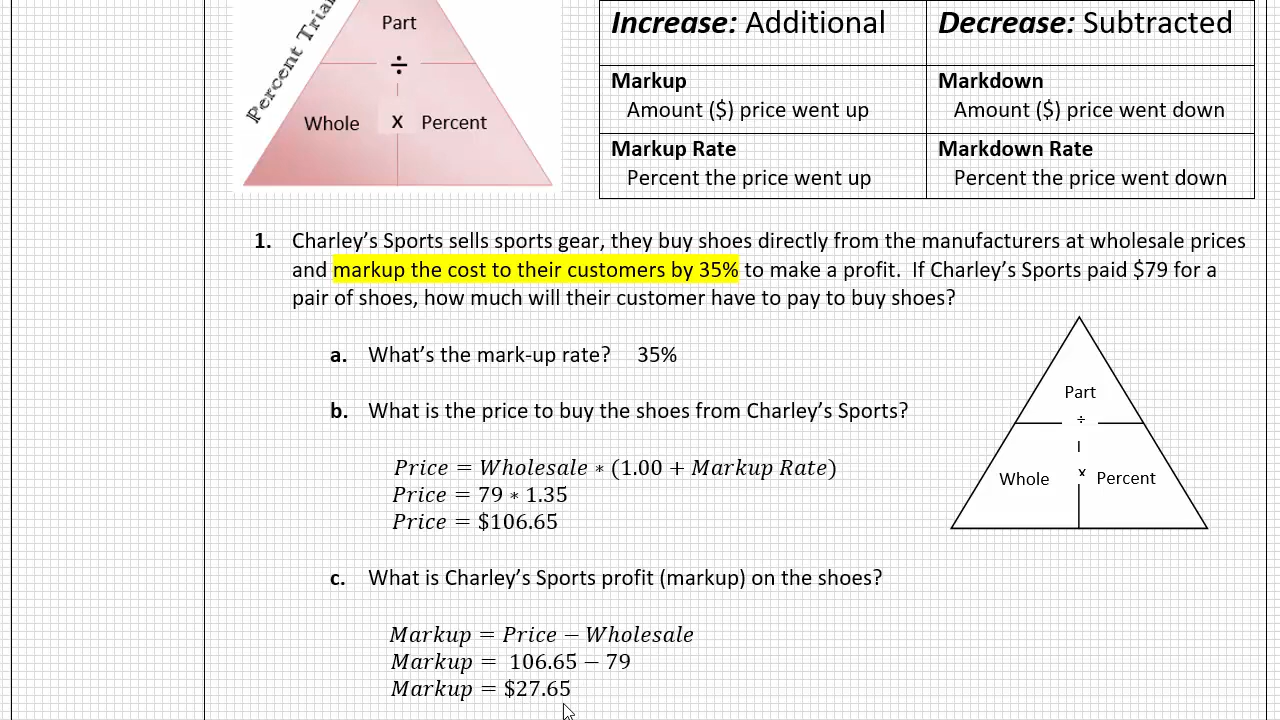 Percent
Part
÷
Whole x Percent
Increase: Additional
Decrease: Subtracted
Markup
Amount ($) price went up
Markdown
Amount ($) price went down
Markup Rate
Percent the price went up
Markdown Rate
Percent the price went down
1. Charley’s Sports sells sports gear, they buy shoes directly from the manufacturers at wholesale prices
and markup the cost to their customers by 35% to make a profit. If Charley’s Sports paid $79 for a
pair of shoes, how much will their customer have to pay to buy shoes?
a. What’s the mark-up rate? 35%
b. What is the price to buy the shoes from Charley’s Sports?
Price = Wholesale ∗ (1.00 + Markup Rate)
Price = 79 ∗ 1.35
Price = $106.65
Part
÷
Whole x Percent
c. What is Charley’s Sports profit (markup) on the shoes?
Markup = Price − Wholesale
Markup = 106.65 − 79
Markup = $27.65